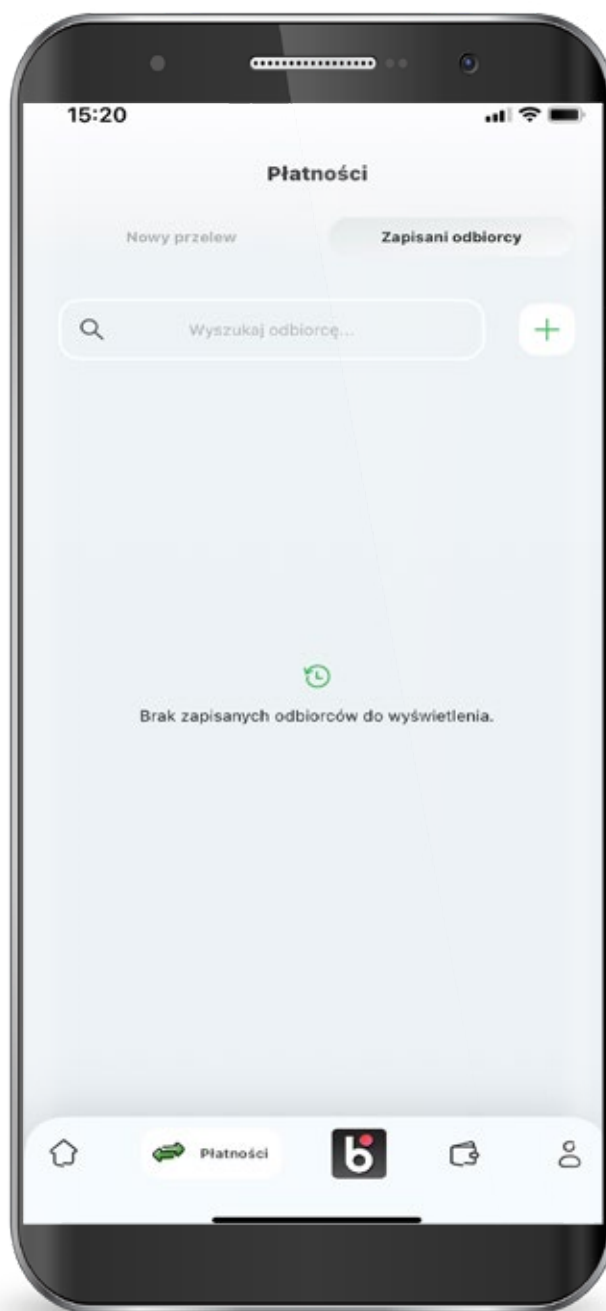 15:20
Płatności
Nowy przelew
Zapisani odbiorcy
Wyszukaj odbiorcę...
Brak zapisanych odbiorców do wyświetlenia.
Płatności
b